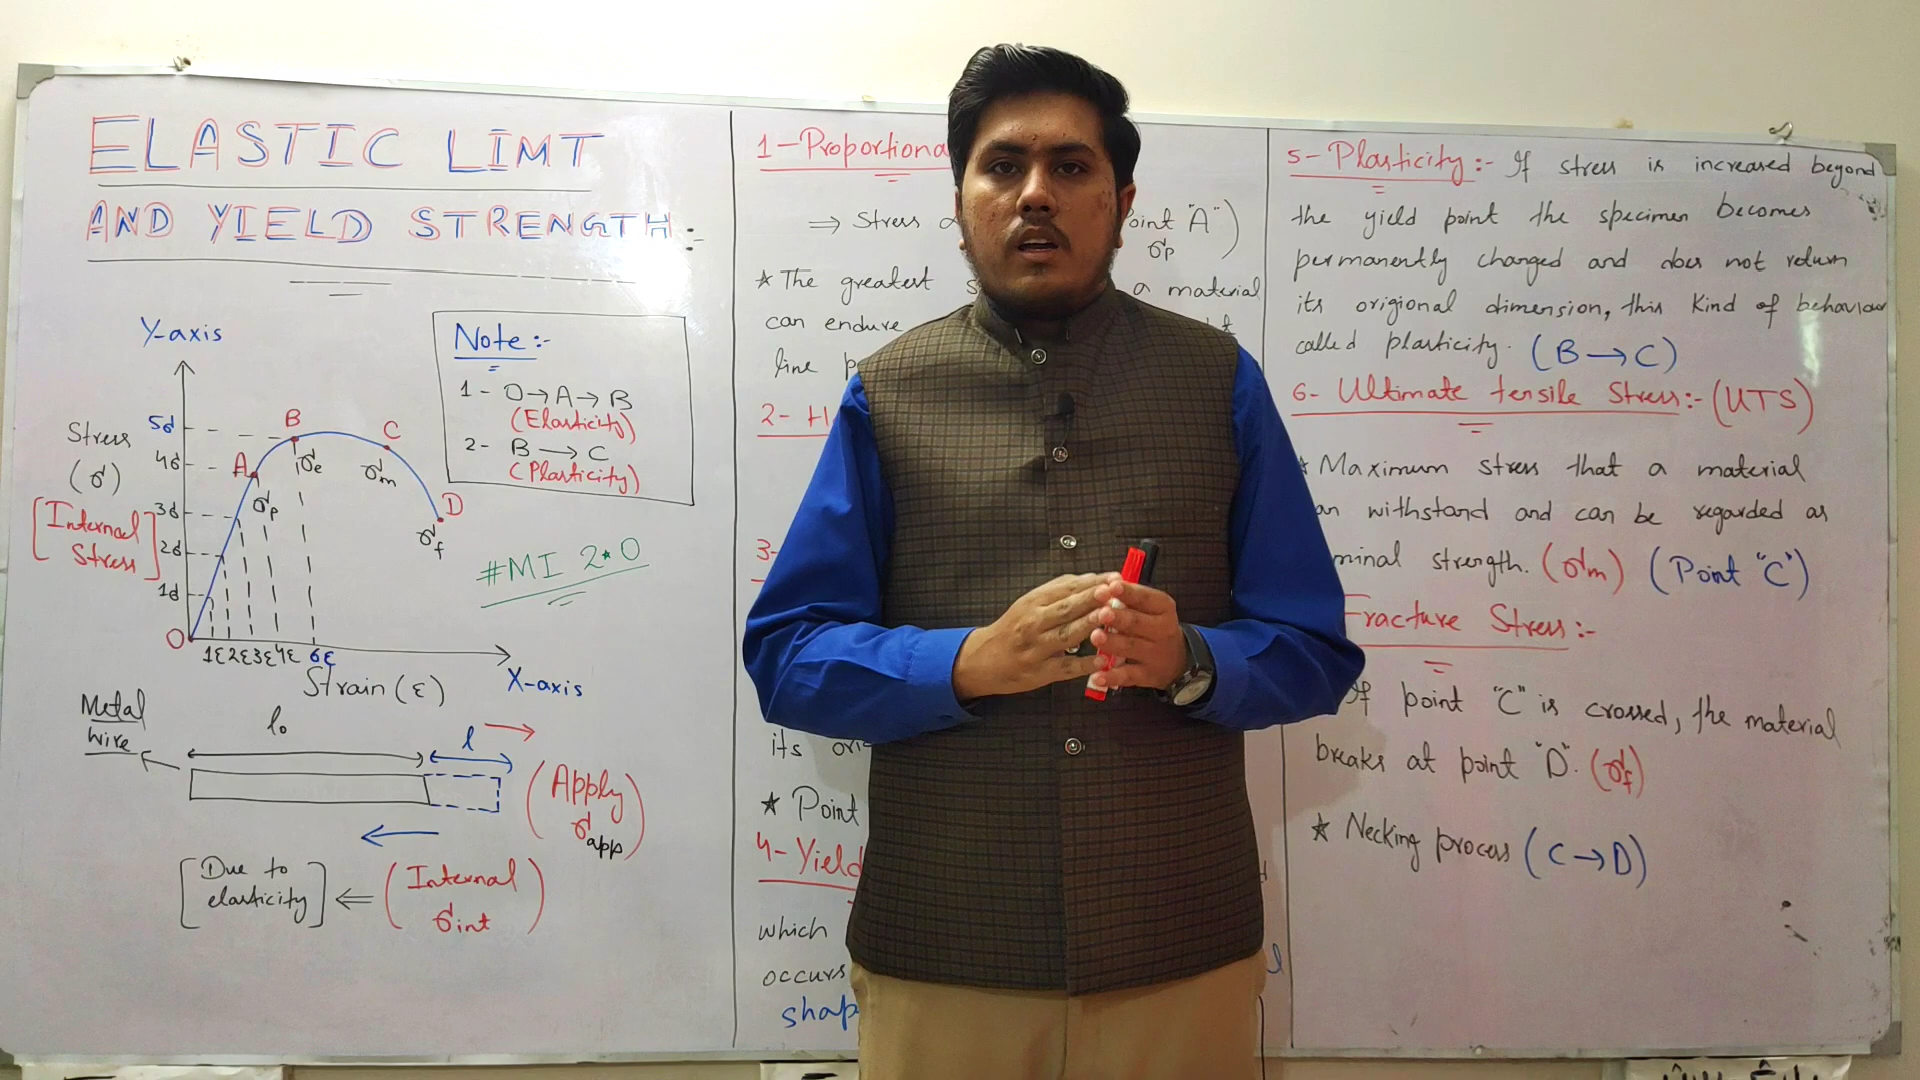 ELASTIC LIMT
AND YIELD STRENGTH:-
Y-axis
Stress
(σ)
[Internal
Stress]
5σ
4σ
3σ
2σ
1σ
O
A
σp
B
σe
C
σm
D
σf
1ε 2ε 3ε 4ε 6ε
Strain (ε)
X-axis
Note:-
1- O→A→B
(Elasticity)
2- B→C
(Plasticity)
#MI 2.0
Metal
wire
l₀
l
(Apply
σapp)
[Due to
elasticity] ⇐ (Internal
σint)
1-Proportiona
⇒ Stress
oint "A")
σp
★ The greatest
a material
can endure
line
2- H
3-
its
★ Point
4- Yield
which
occurs
shap
5- Plasticity:- If stress is increased beyond
the yield point the specimen becomes
permanently changed and does not return
its origional dimension, this kind of behaviour
called plasticity. (B→C)
6- Ultimate tensile Stress:- (UTS)
★ Maximum stress that a material
an withstand and can be regarded as
minal strength. (σm) (Point "C")
Fracture Stress:-
If point "C" is crossed, the material
breaks at point "D". (σf)
★ Necking process (C→D)